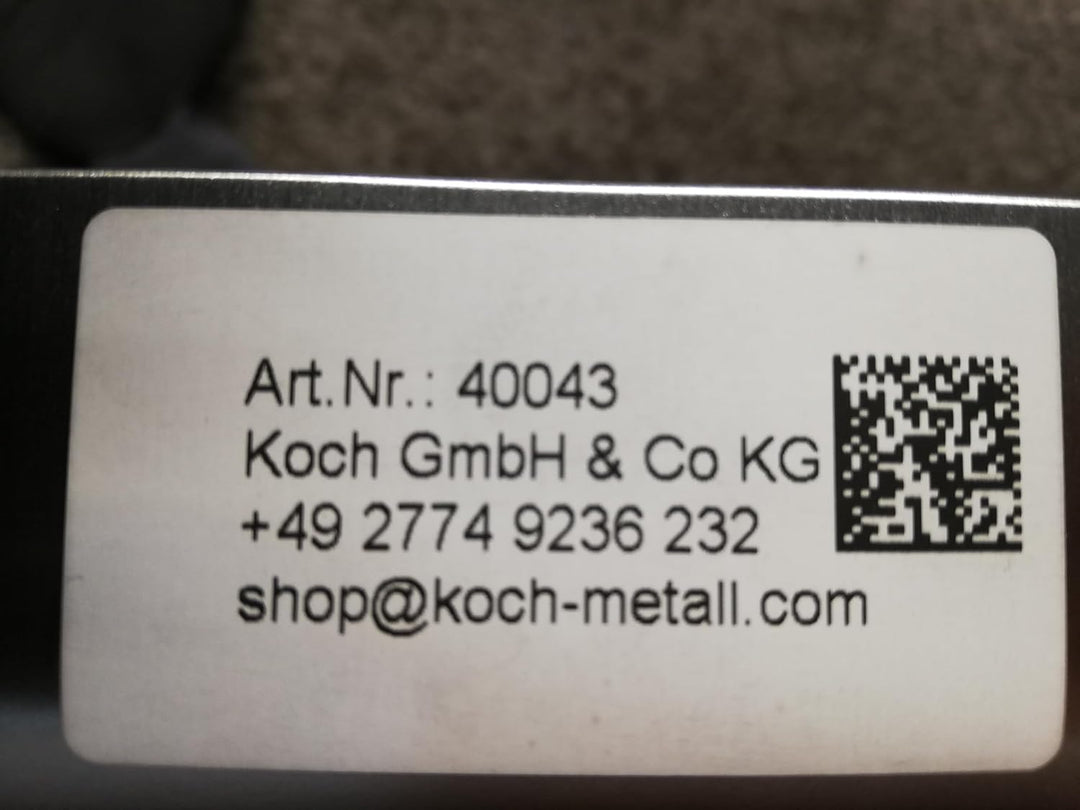 Art.Nr.: 40043
Koch GmbH & Co KG
+49 2774 9236 232
shop@koch-metall.com